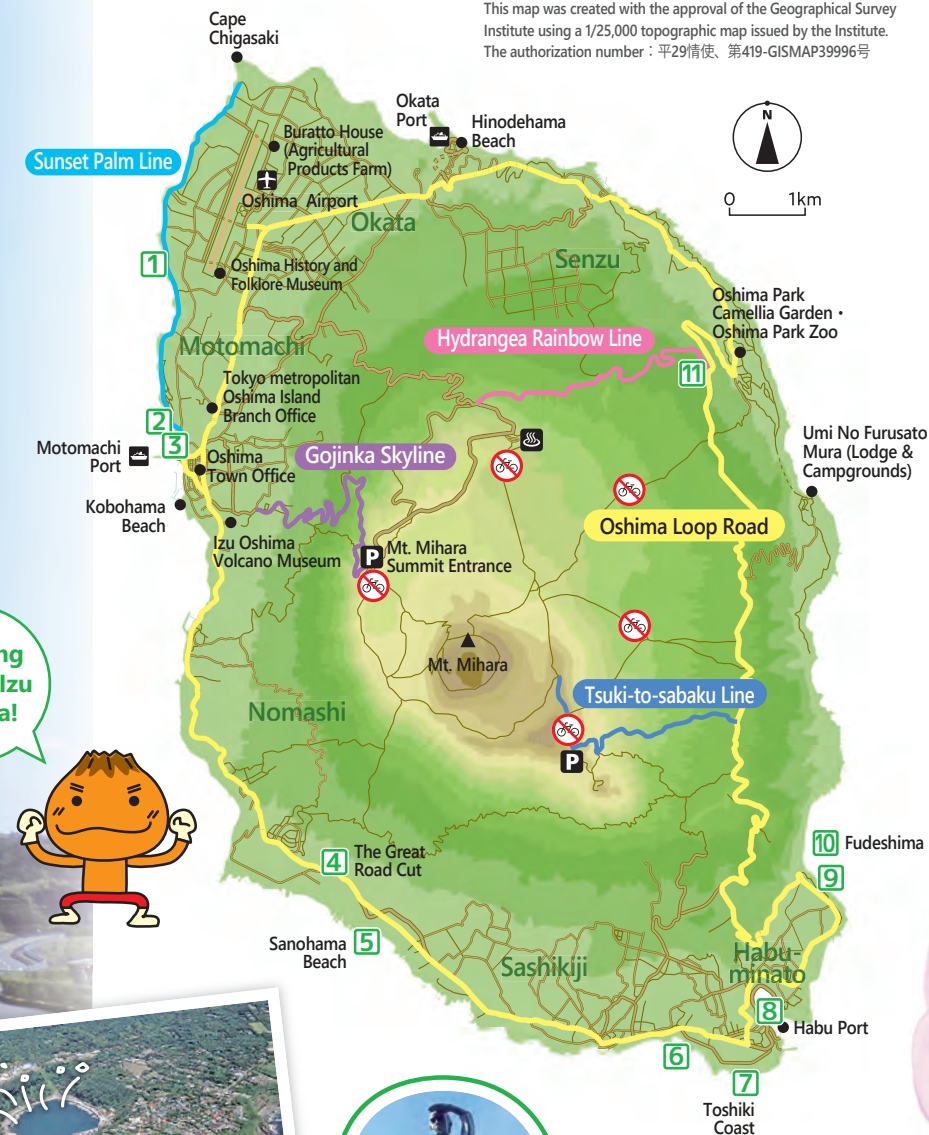 This map was created with the approval of the Geographical Survey
Institute using a 1/25,000 topographic map issued by the Institute.
The authorization number：平29情使、第419-GISMAP39996号
Cape
Chigasaki
Okata
Port
Hinodehama
Beach
N
0 1km
Buratto House
(Agricultural
Products Farm)
Sunset Palm Line
Oshima Airport
Okata
1
Oshima History and
Folklore Museum
Senzu
Oshima Park
Camellia Garden・
Oshima Park Zoo
Motomachi
Hydrangea Rainbow Line
11
Tokyo metropolitan
Oshima Island
Branch Office
2
3
Motomachi
Port
Oshima
Town Office
Gojinka Skyline
Umi No Furusato
Mura (Lodge &
Campgrounds)
Kobohama
Beach
Izu Oshima
Volcano Museum
Oshima Loop Road
P
Mt. Mihara
Summit Entrance
Mt. Mihara
ng
Izu
a!
Nomashi
Tsuki-to-sabaku Line
P
4
The Great
Road Cut
10
Fudeshima
9
Sanohama
Beach
5
Sashikiji
Habu-
minato
8
Habu Port
6
7
Toshiki
Coast